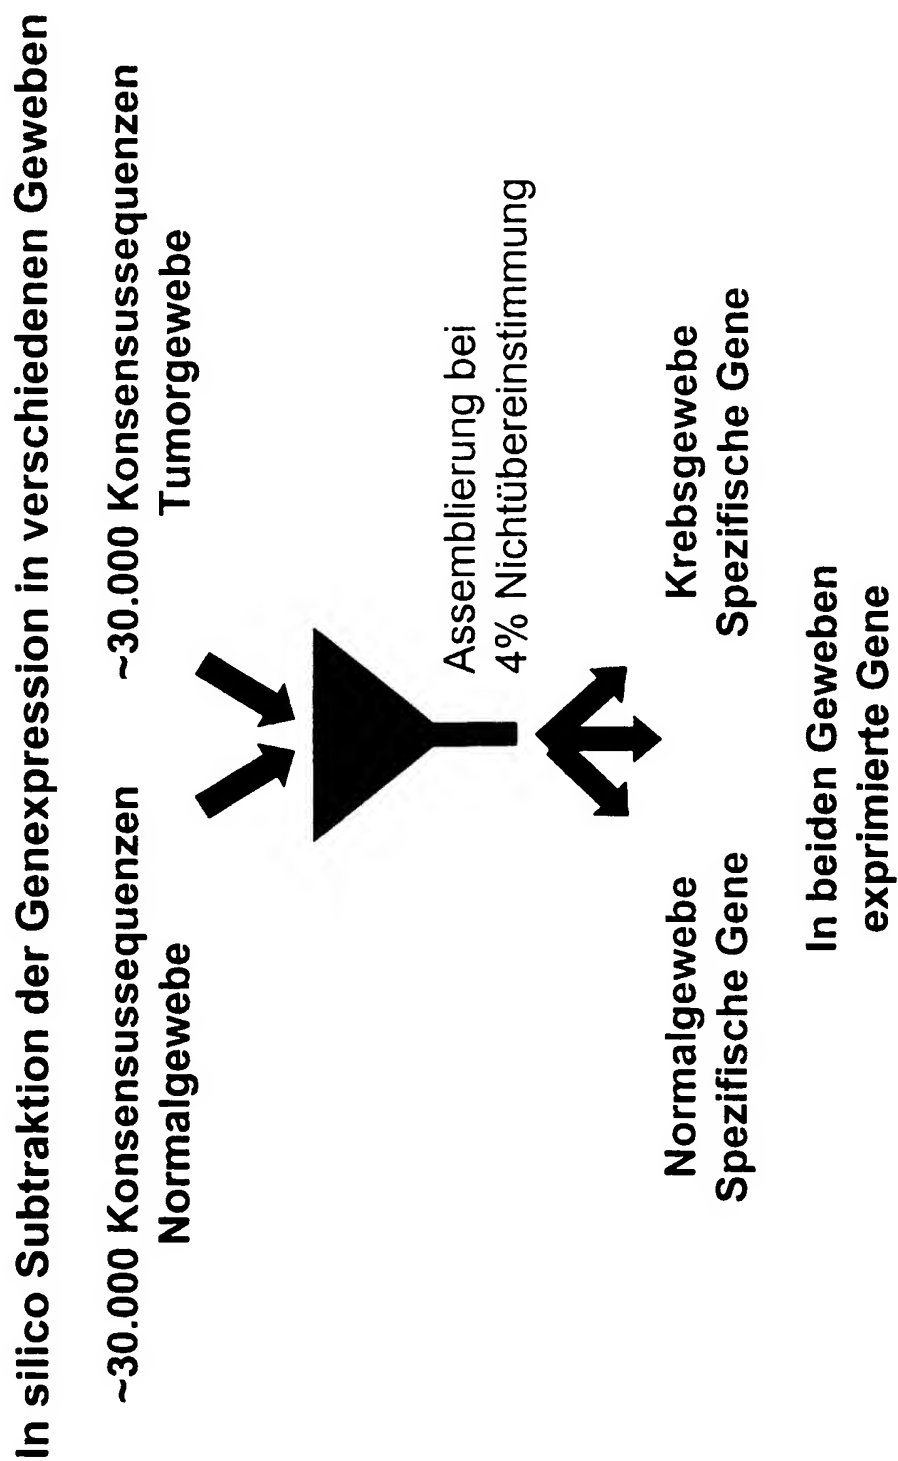 In silico Subtraktion der Genexpression in verschiedenen Geweben
~30.000 Konsensussequenzen
Normalgewebe
~30.000 Konsensussequenzen
Tumorgewebe
Assemblierung bei
4% Nichtübereinstimmung
Normalgewebe
Spezifische Gene
Krebsgewebe
Spezifische Gene
In beiden Geweben
exprimierte Gene